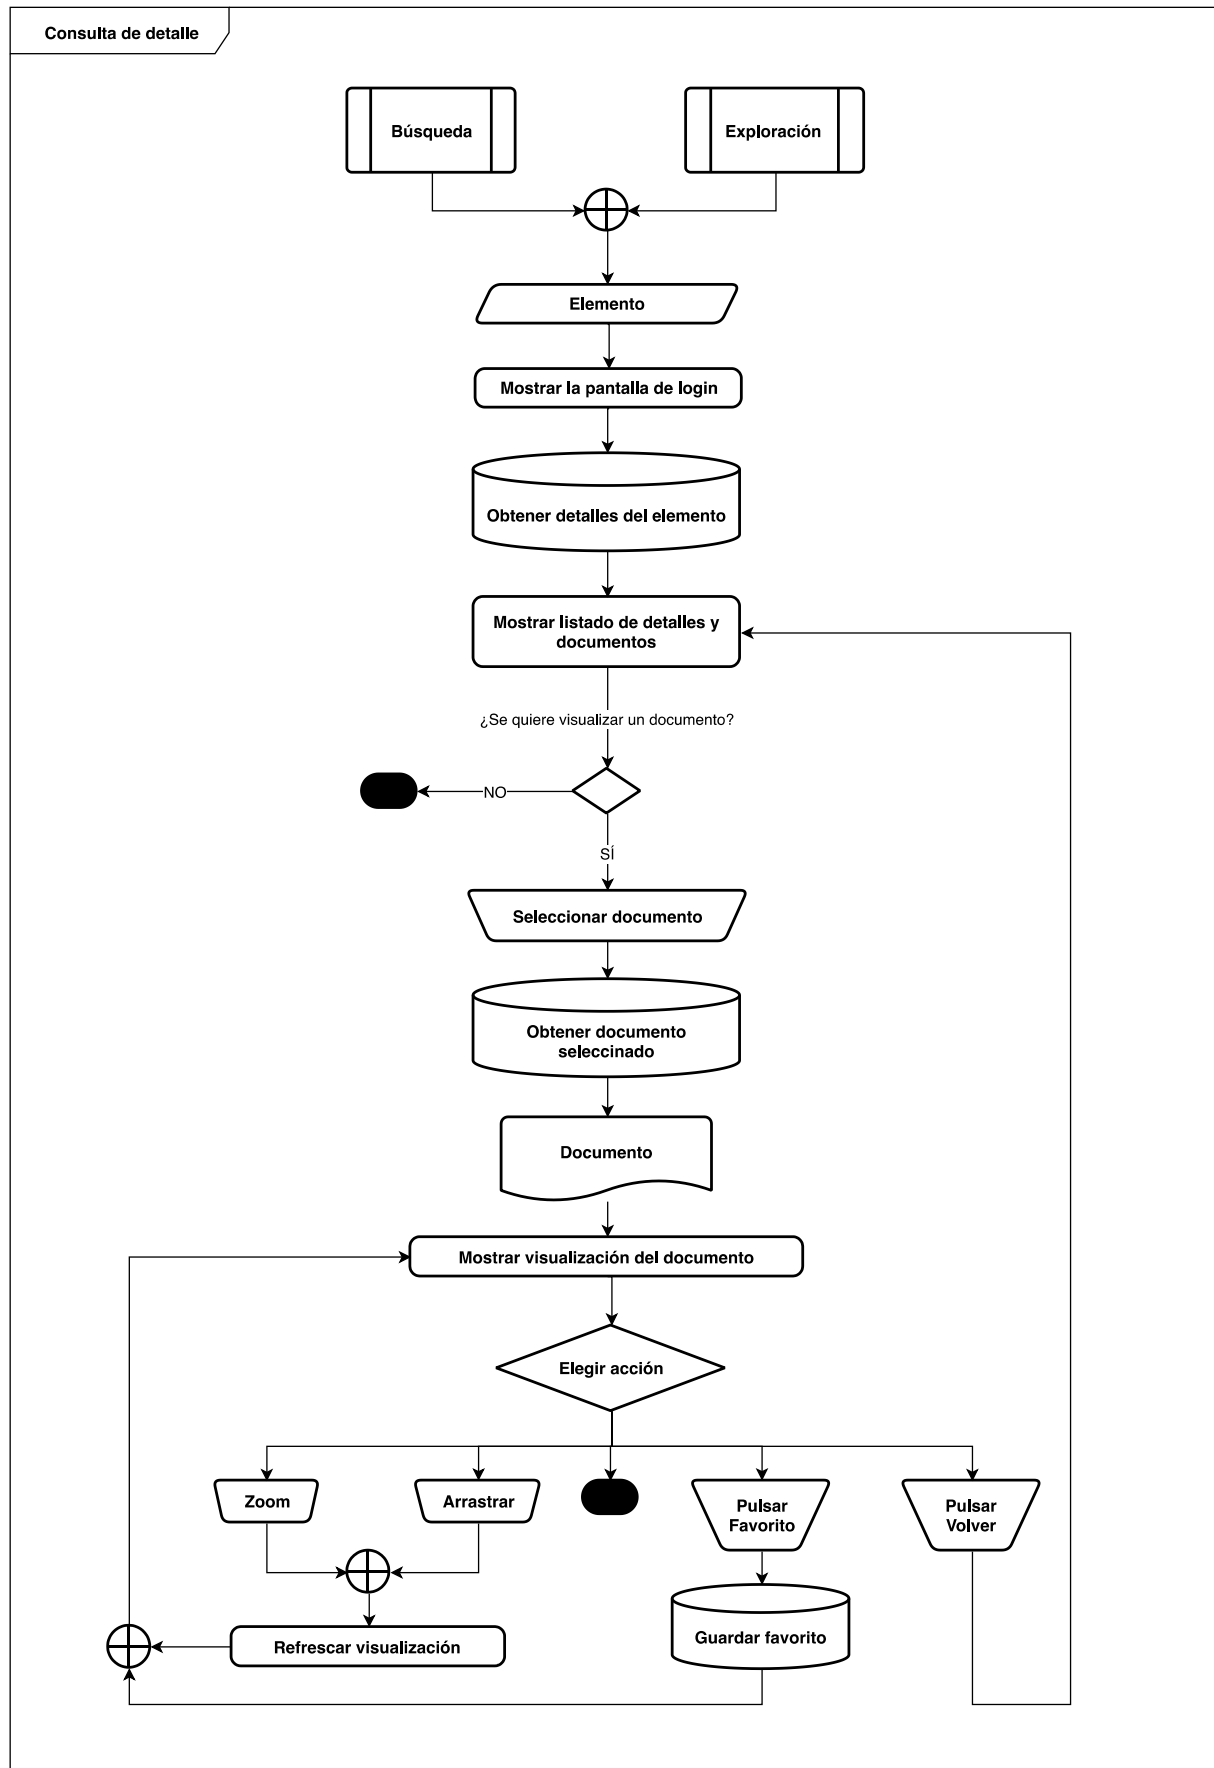 Consulta de detalle
Búsqueda
Exploración
Elemento
Mostrar la pantalla de login
Obtener detalles del elemento
Mostrar listado de detalles y
documentos
¿Se quiere visualizar un documento?
NO
SÍ
Seleccionar documento
Obtener documento
seleccinado
Documento
Mostrar visualización del documento
Elegir acción
Zoom
Arrastrar
Pulsar
Favorito
Pulsar
Volver
Guardar favorito
Refrescar visualización